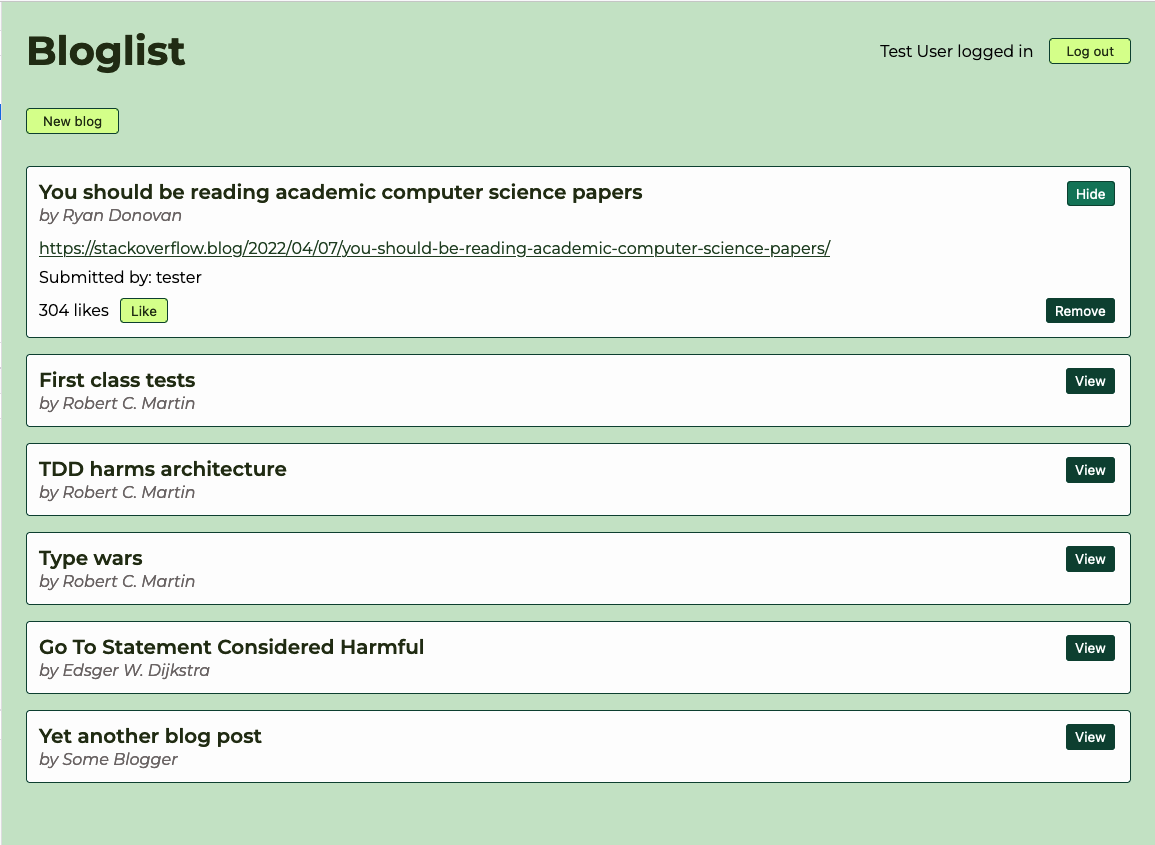 Bloglist
Test User logged in
Log out
New blog
You should be reading academic computer science papers
Hide
by Ryan Donovan
https://stackoverflow.blog/2022/04/07/you-should-be-reading-academic-computer-science-papers/
Submitted by: tester
304 likes
Like
Remove
First class tests
View
by Robert C. Martin
TDD harms architecture
View
by Robert C. Martin
Type wars
View
by Robert C. Martin
Go To Statement Considered Harmful
View
by Edsger W. Dijkstra
Yet another blog post
View
by Some Blogger